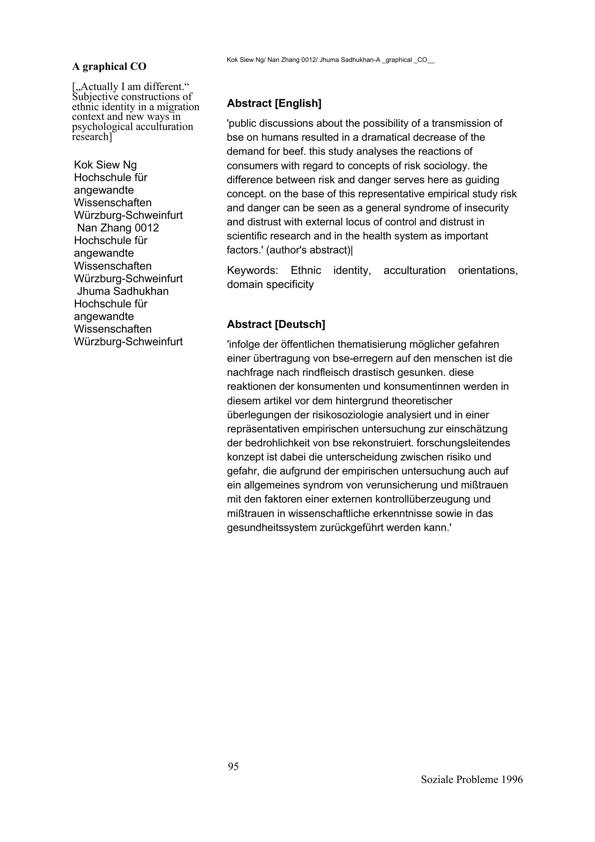 Kok Siew Ng/ Nan Zhang 0012/ Jhuma Sadhukhan-A _graphical _CO__
A graphical CO
[„Actually I am different.“
Subjective constructions of
ethnic identity in a migration
context and new ways in
psychological acculturation
research]
Kok Siew Ng
Hochschule für
angewandte
Wissenschaften
Würzburg-Schweinfurt
Nan Zhang 0012
Hochschule für
angewandte
Wissenschaften
Würzburg-Schweinfurt
Jhuma Sadhukhan
Hochschule für
angewandte
Wissenschaften
Würzburg-Schweinfurt
Abstract [English]
'public discussions about the possibility of a transmission of
bse on humans resulted in a dramatical decrease of the
demand for beef. this study analyses the reactions of
consumers with regard to concepts of risk sociology. the
difference between risk and danger serves here as guiding
concept. on the base of this representative empirical study risk
and danger can be seen as a general syndrome of insecurity
and distrust with external locus of control and distrust in
scientific research and in the health system as important
factors.' (author's abstract)|
Keywords: Ethnic identity, acculturation orientations,
domain specificity
Abstract [Deutsch]
'infolge der öffentlichen thematisierung möglicher gefahren
einer übertragung von bse-erregern auf den menschen ist die
nachfrage nach rindfleisch drastisch gesunken. diese
reaktionen der konsumenten und konsumentinnen werden in
diesem artikel vor dem hintergrund theoretischer
überlegungen der risikosoziologie analysiert und in einer
repräsentativen empirischen untersuchung zur einschätzung
der bedrohlichkeit von bse rekonstruiert. forschungsleitendes
konzept ist dabei die unterscheidung zwischen risiko und
gefahr, die aufgrund der empirischen untersuchung auch auf
ein allgemeines syndrom von verunsicherung und mißtrauen
mit den faktoren einer externen kontrollüberzeugung und
mißtrauen in wissenschaftliche erkenntnisse sowie in das
gesundheitssystem zurückgeführt werden kann.'
95
Soziale Probleme 1996